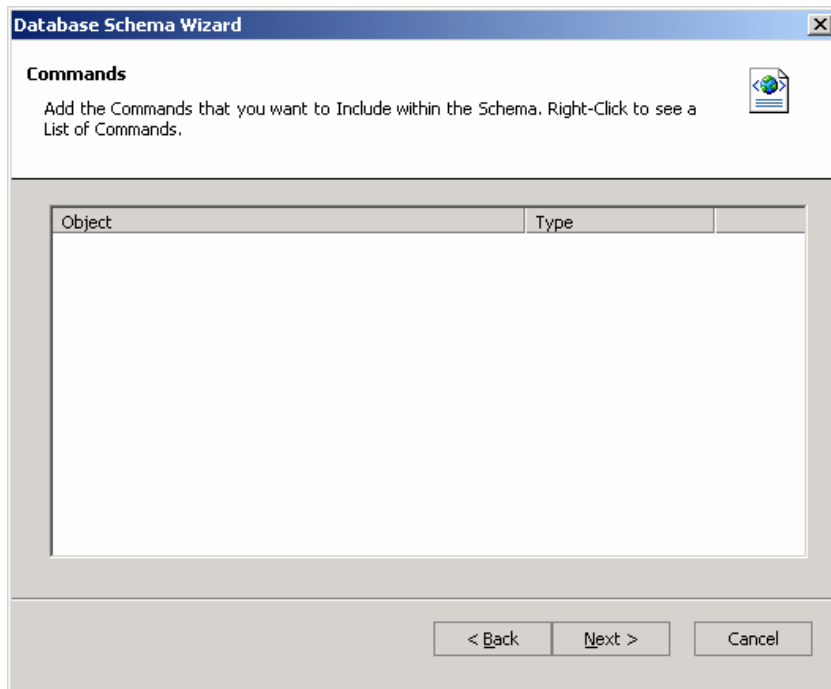 Database Schema Wizard
Commands
Add the Commands that you want to Include within the Schema. Right-Click to see a
List of Commands.
Object Type
< Back Next > Cancel